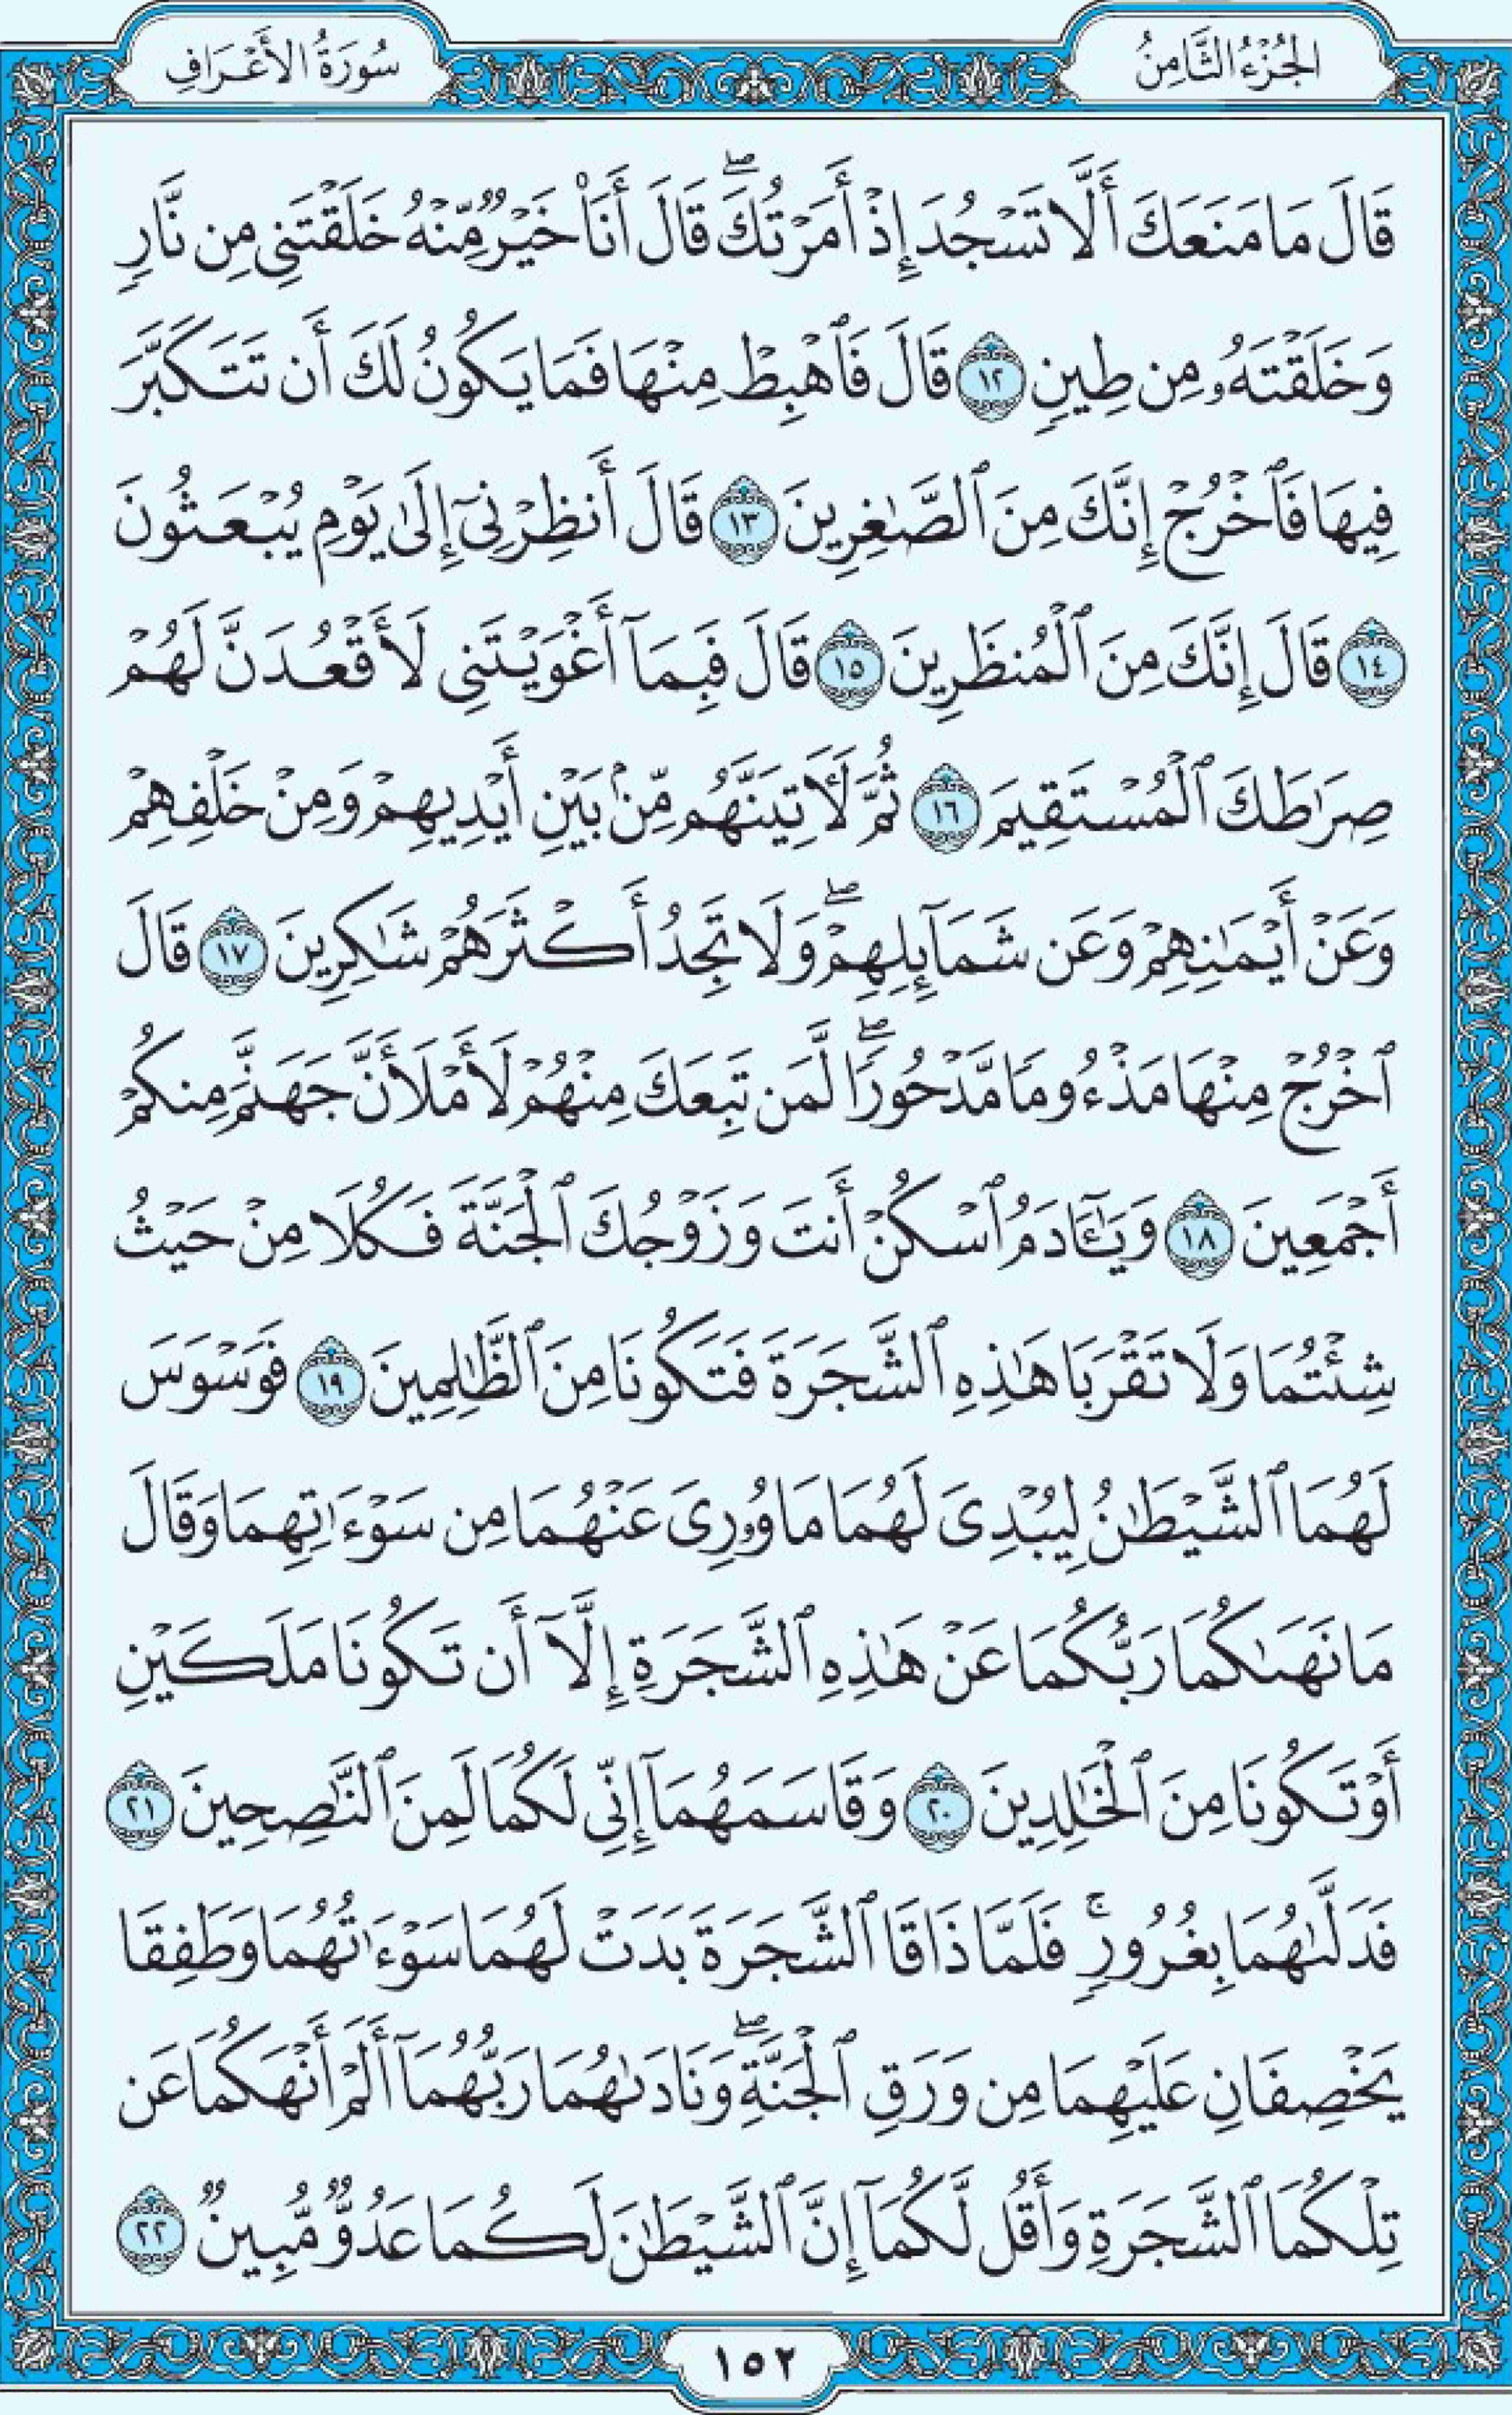 الجُزْءُ الثَّامِنُ
سُورَةُ الأَعْرَافِ
قَالَ مَا مَنَعَكَ أَلَّا تَسۡجُدَ إِذۡ أَمَرۡتُكَۖ قَالَ أَنَا۠ خَيۡرٞ مِّنۡهُ خَلَقۡتَنِي مِن نَّارٖ
وَخَلَقۡتَهُۥ مِن طِينٖ ١٢ قَالَ فَٱهۡبِطۡ مِنۡهَا فَمَا يَكُونُ لَكَ أَن تَتَكَبَّرَ
فِيهَا فَٱخۡرُجۡ إِنَّكَ مِنَ ٱلصَّٰغِرِينَ ١٣ قَالَ أَنظِرۡنِيٓ إِلَىٰ يَوۡمِ يُبۡعَثُونَ
١٤ قَالَ إِنَّكَ مِنَ ٱلۡمُنظَرِينَ ١٥ قَالَ فَبِمَآ أَغۡوَيۡتَنِي لَأَقۡعُدَنَّ لَهُمۡ
صِرَٰطَكَ ٱلۡمُسۡتَقِيمَ ١٦ ثُمَّ لَأٓتِيَنَّهُم مِّنۢ بَيۡنِ أَيۡدِيهِمۡ وَمِنۡ خَلۡفِهِمۡ
وَعَنۡ أَيۡمَٰنِهِمۡ وَعَن شَمَآئِلِهِمۡۖ وَلَا تَجِدُ أَكۡثَرَهُمۡ شَٰكِرِينَ ١٧ قَالَ
ٱخۡرُجۡ مِنۡهَا مَذۡءُومٗا مَّدۡحُورٗاۖ لَّمَن تَبِعَكَ مِنۡهُمۡ لَأَمۡلَأَنَّ جَهَنَّمَ مِنكُمۡ
أَجۡمَعِينَ ١٨ وَيَٰٓـَٔادَمُ ٱسۡكُنۡ أَنتَ وَزَوۡجُكَ ٱلۡجَنَّةَ فَكُلَا مِنۡ حَيۡثُ
شِئۡتُمَا وَلَا تَقۡرَبَا هَٰذِهِ ٱلشَّجَرَةَ فَتَكُونَا مِنَ ٱلظَّٰلِمِينَ ١٩ فَوَسۡوَسَ
لَهُمَا ٱلشَّيۡطَٰنُ لِيُبۡدِيَ لَهُمَا مَا وُۥرِيَ عَنۡهُمَا مِن سَوۡءَٰتِهِمَا وَقَالَ
مَا نَهَىٰكُمَا رَبُّكُمَا عَنۡ هَٰذِهِ ٱلشَّجَرَةِ إِلَّآ أَن تَكُونَا مَلَكَيۡنِ
أَوۡ تَكُونَا مِنَ ٱلۡخَٰلِدِينَ ٢٠ وَقَاسَمَهُمَآ إِنِّي لَكُمَا لَمِنَ ٱلنَّٰصِحِينَ ٢١
فَدَلَّىٰهُمَا بِغُرُورٖۚ فَلَمَّا ذَاقَا ٱلشَّجَرَةَ بَدَتۡ لَهُمَا سَوۡءَٰتُهُمَا وَطَفِقَا
يَخۡصِفَانِ عَلَيۡهِمَا مِن وَرَقِ ٱلۡجَنَّةِۖ وَنَادَىٰهُمَا رَبُّهُمَآ أَلَمۡ أَنۡهَكُمَا عَن
تِلۡكُمَا ٱلشَّجَرَةِ وَأَقُل لَّكُمَآ إِنَّ ٱلشَّيۡطَٰنَ لَكُمَا عَدُوّٞ مُّبِينٞ ٢٢
١٥٢